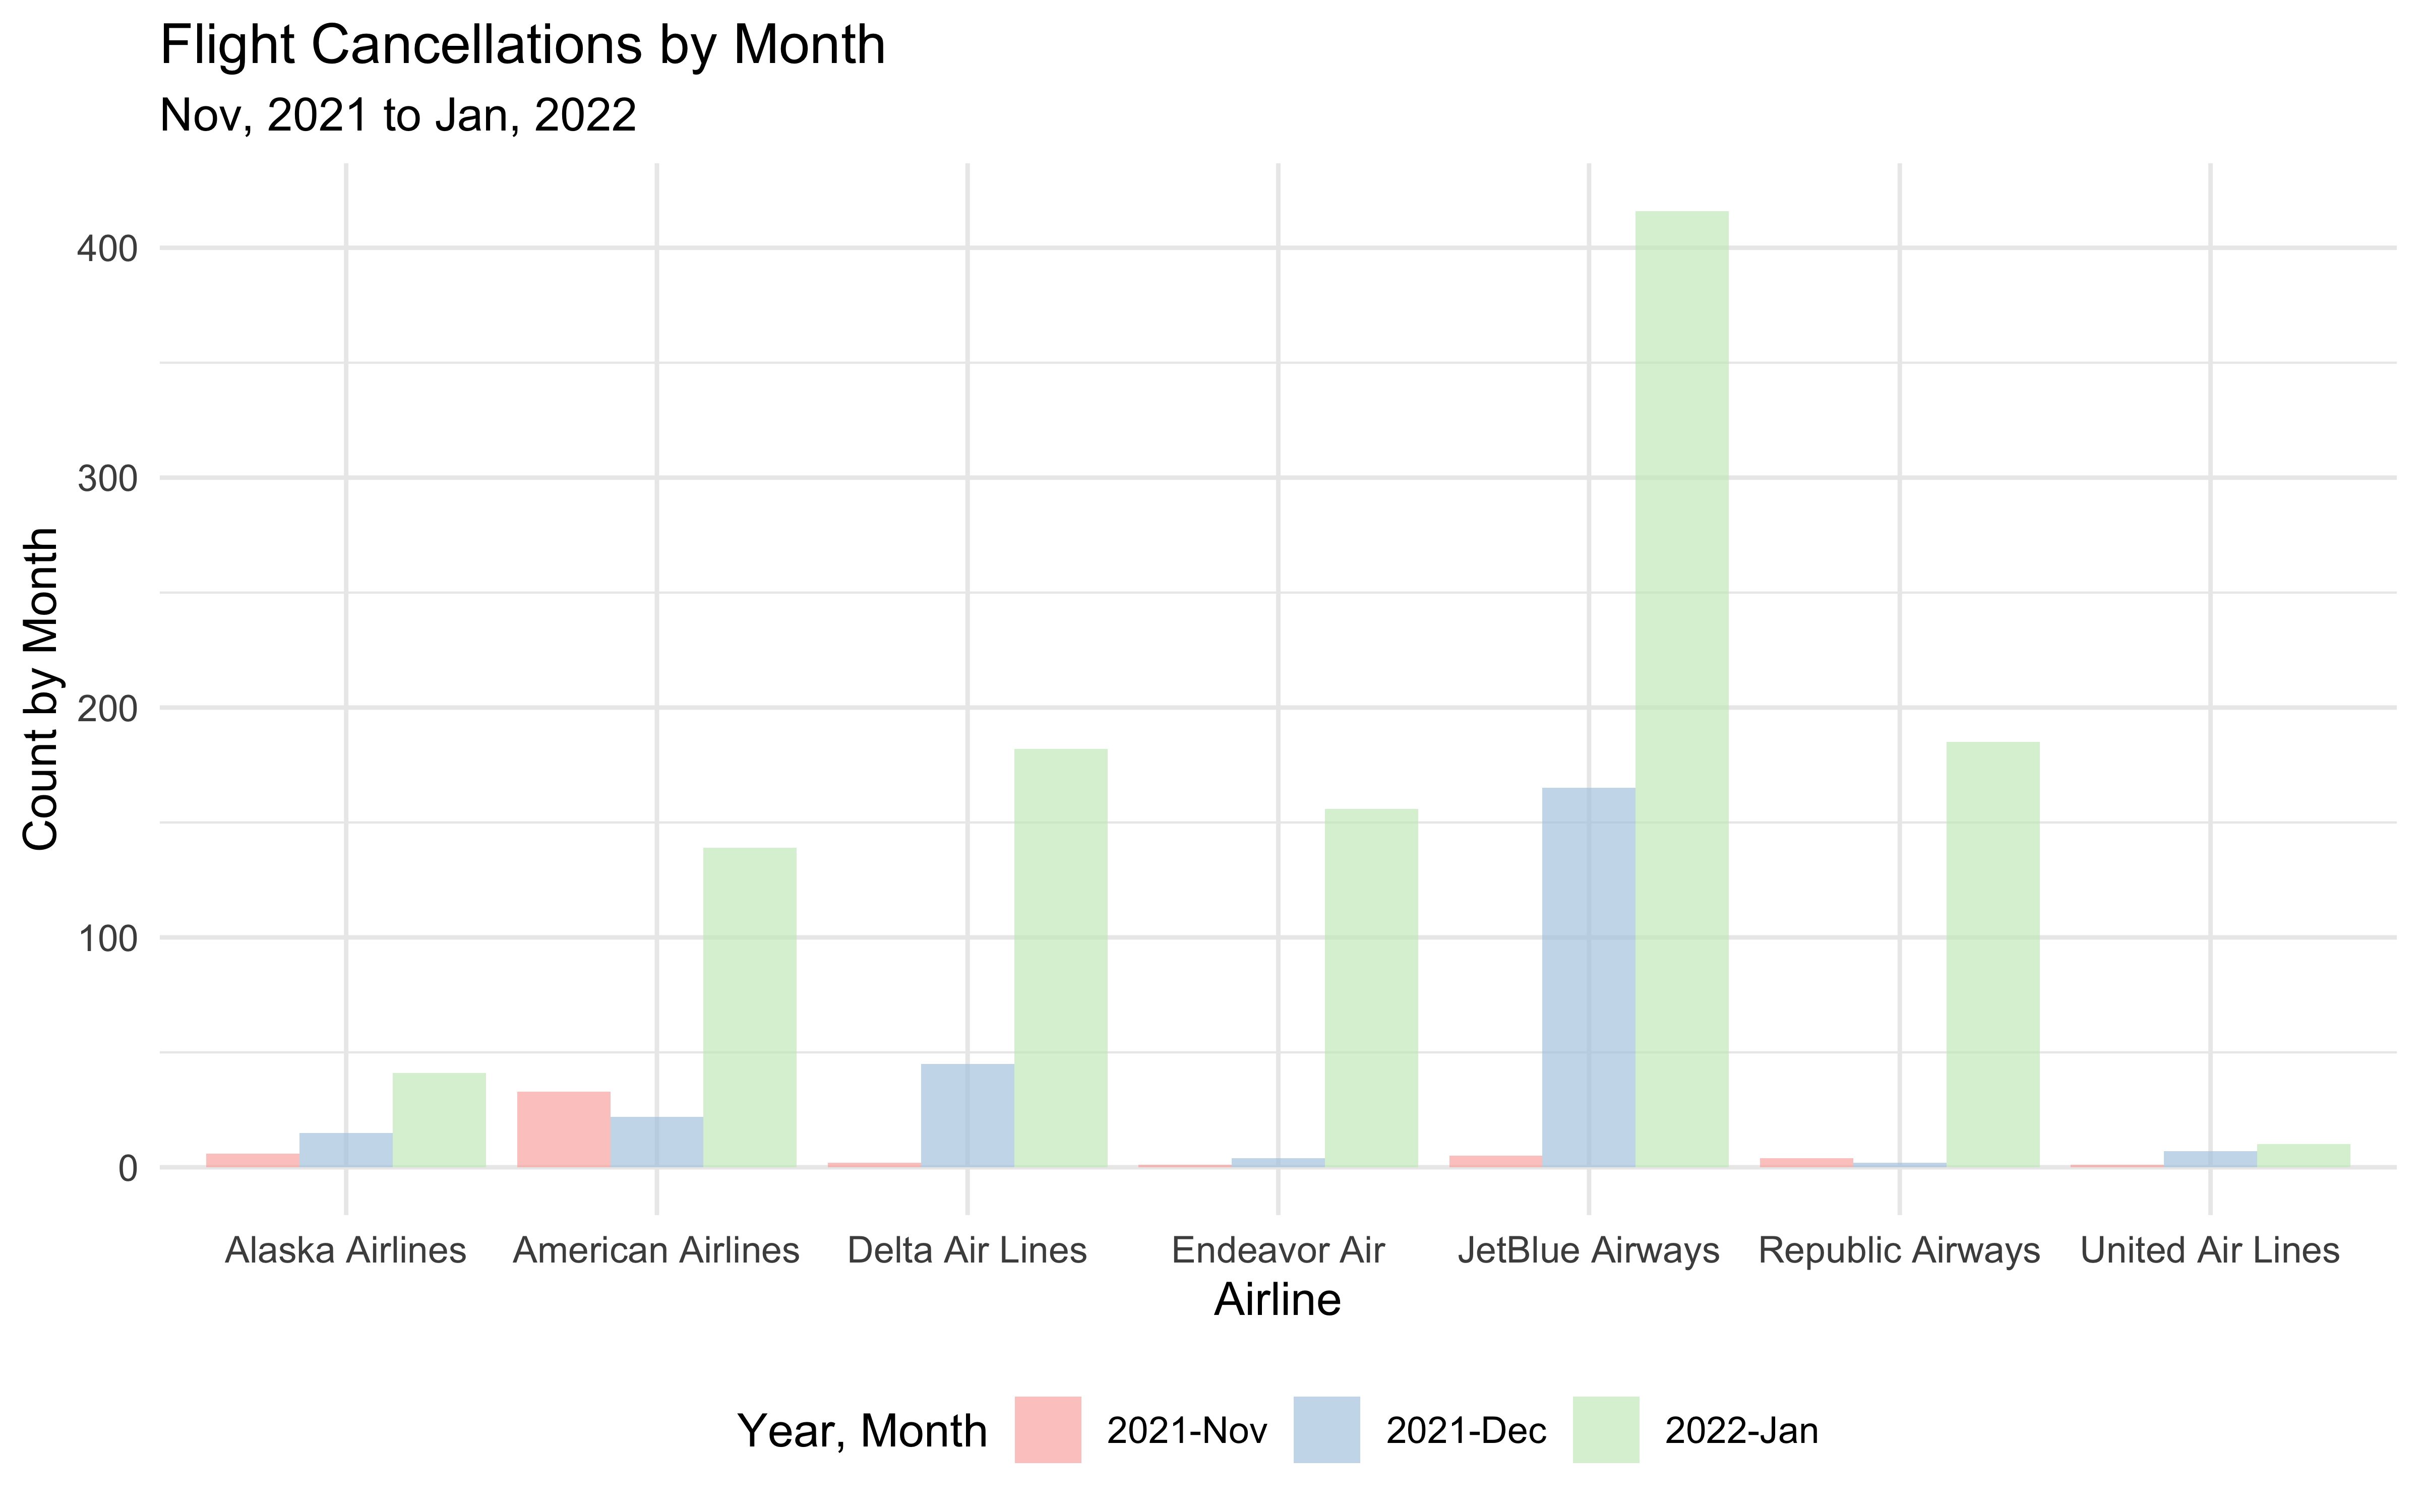 Flight Cancellations by Month
Nov, 2021 to Jan, 2022
Count by Month
400
300
200
100
0
Alaska Airlines
American Airlines
Delta Air Lines
Endeavor Air
JetBlue Airways
Republic Airways
United Air Lines
Airline
Year, Month
2021-Nov
2021-Dec
2022-Jan